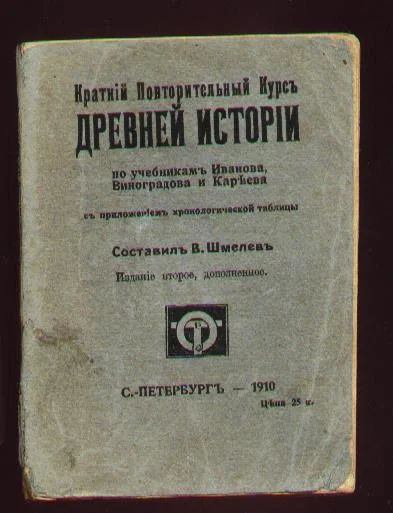 Краткій Повторительный Курсъ
ДРЕВНЕЙ ИСТОРІИ
по учебникамъ Иванова,
Виноградова и Карѣева
съ приложеніемъ хронологической таблицы
Составилъ В. Шмелевъ
Изданіе второе, дополненное.
С.-ПЕТЕРБУРГЪ — 1910
Цѣна 25 к.